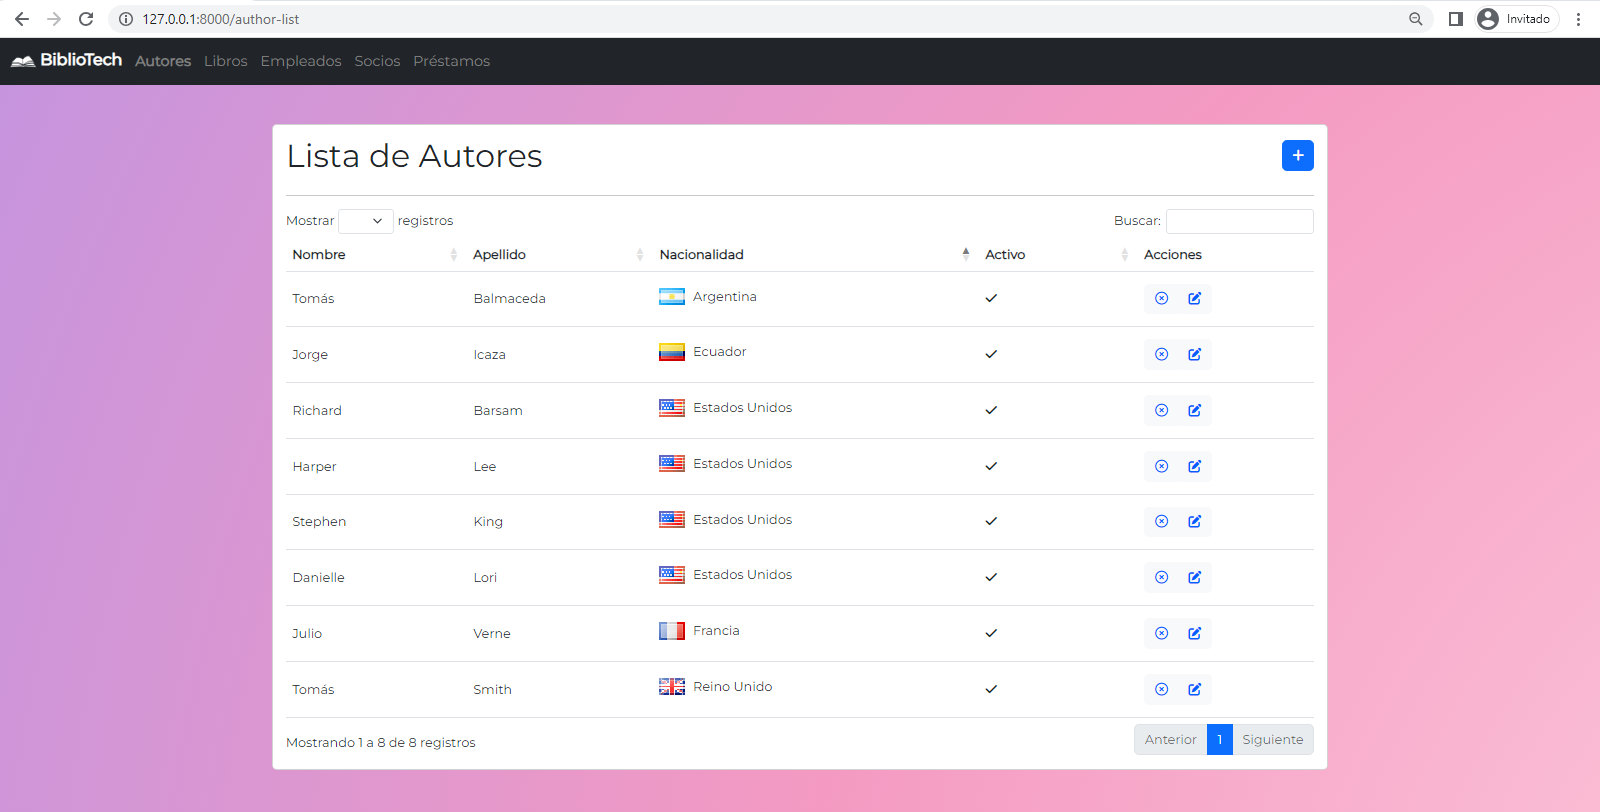 127.0.0.1:8000/author-list
Invitado
BiblioTech Autores Libros Empleados Socios Préstamos
Lista de Autores
+
Mostrar registros Buscar:
Nombre Apellido Nacionalidad Activo Acciones
Tomás Balmaceda Argentina
Jorge Icaza Ecuador
Richard Barsam Estados Unidos
Harper Lee Estados Unidos
Stephen King Estados Unidos
Danielle Lori Estados Unidos
Julio Verne Francia
Tomás Smith Reino Unido
Mostrando 1 a 8 de 8 registros Anterior 1 Siguiente